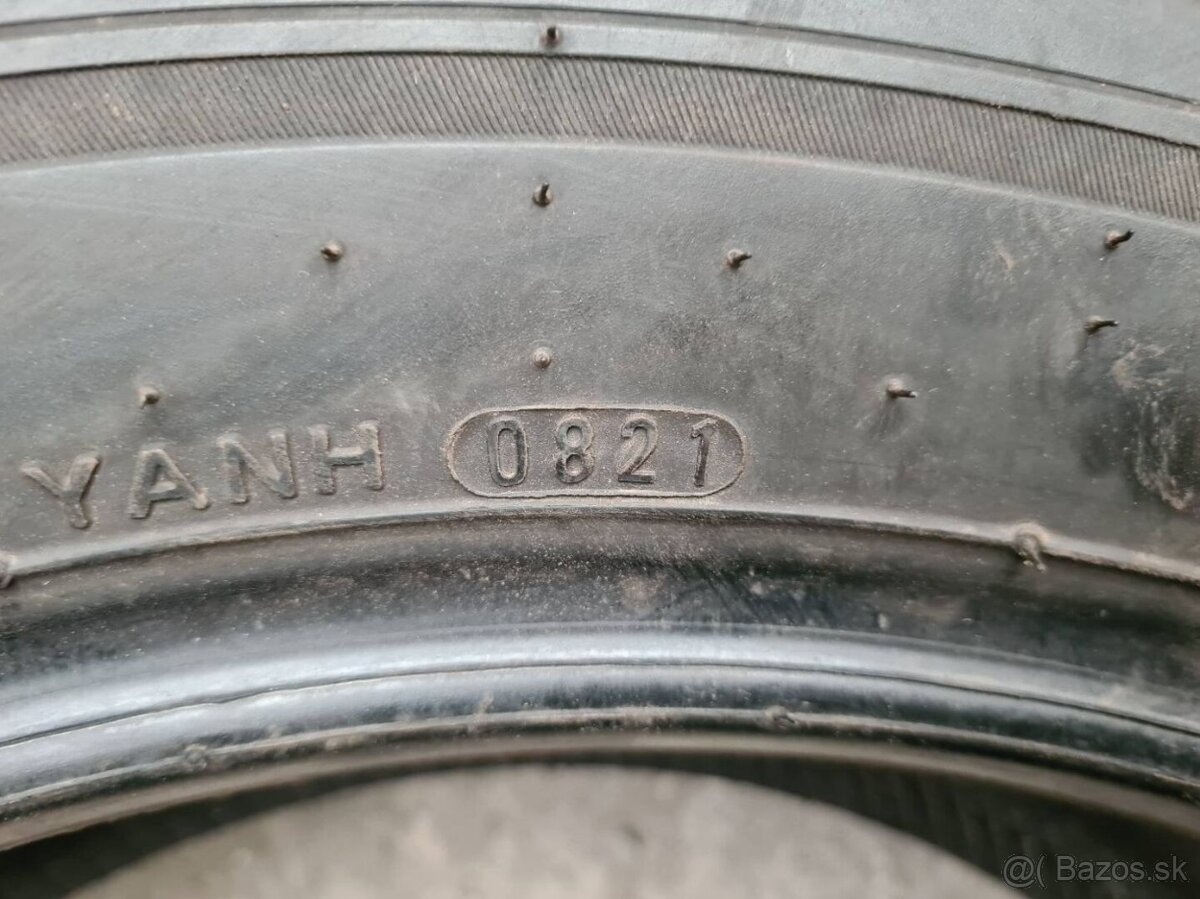 YANH 0821
@( Bazos.sk